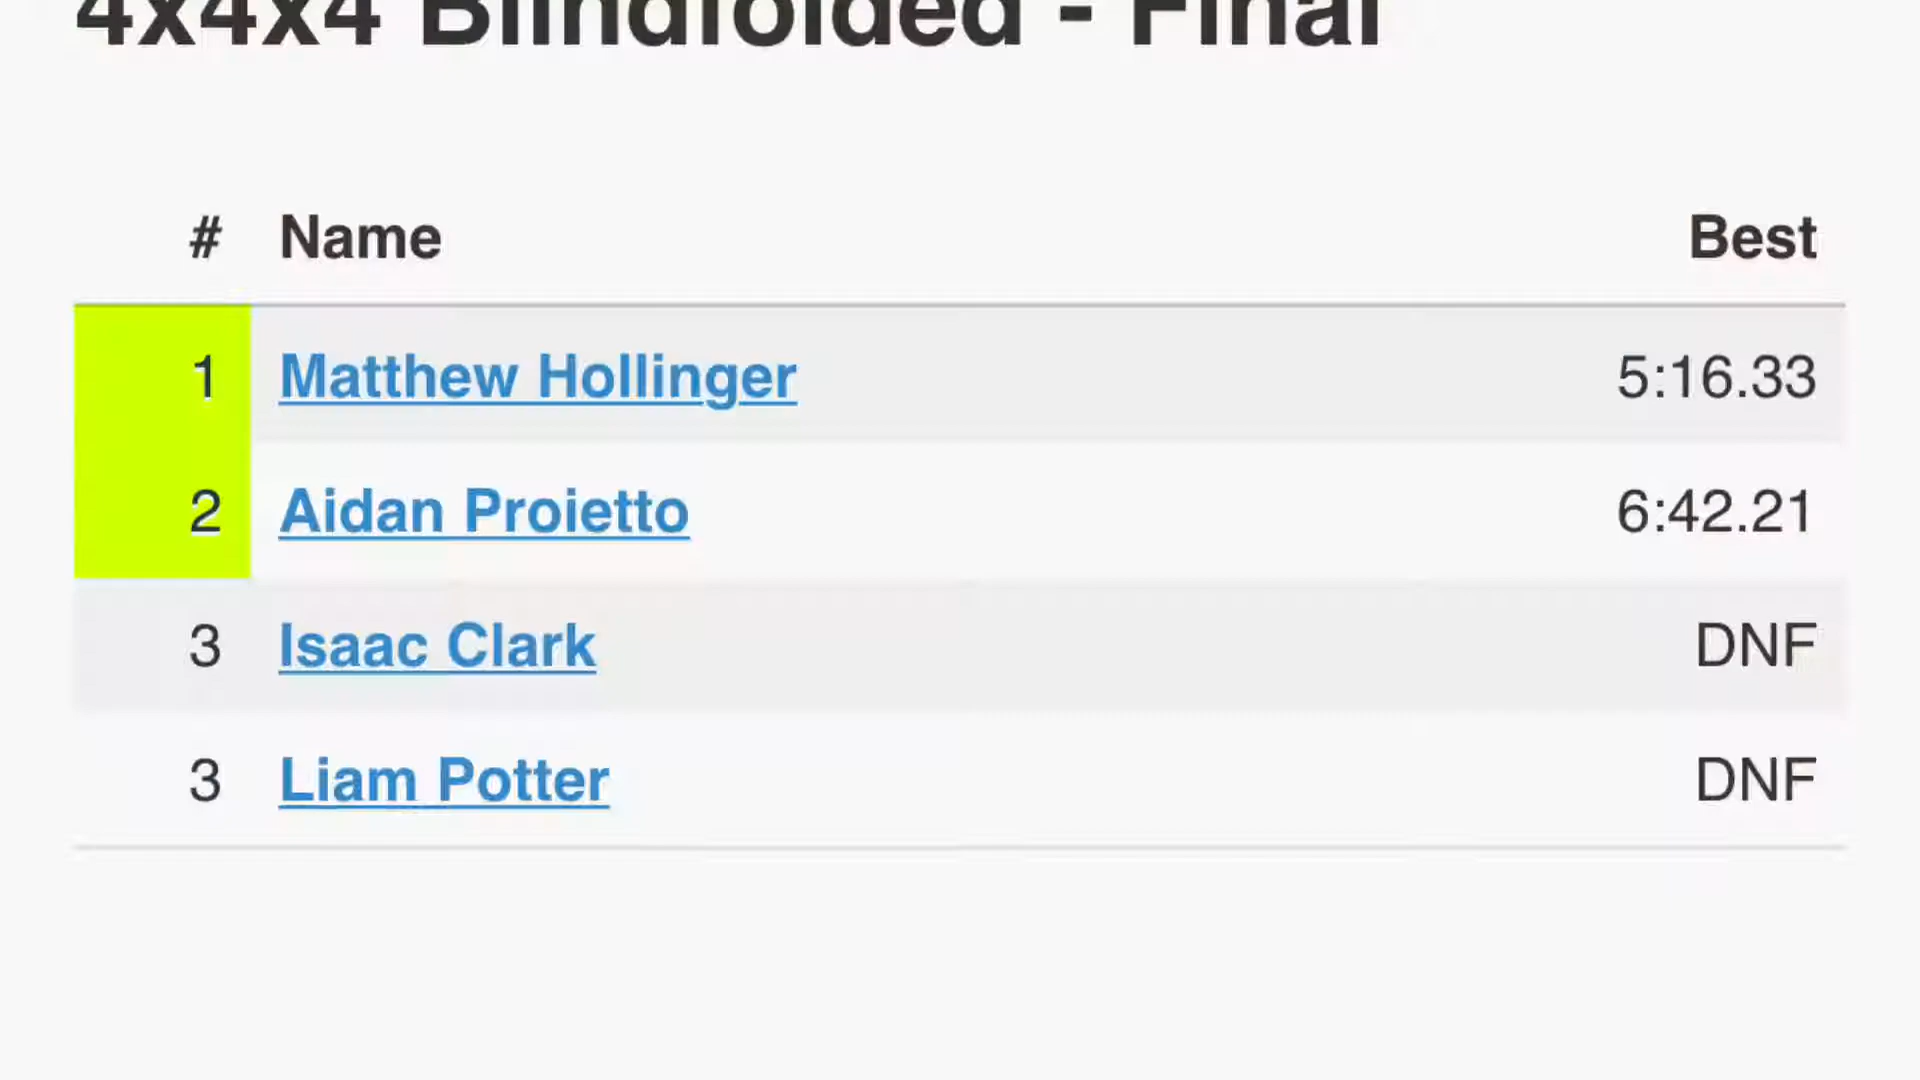 4x4x4 Blindfolded - Final
# Name Best
1 Matthew Hollinger 5:16.33
2 Aidan Proietto 6:42.21
3 Isaac Clark DNF
3 Liam Potter DNF